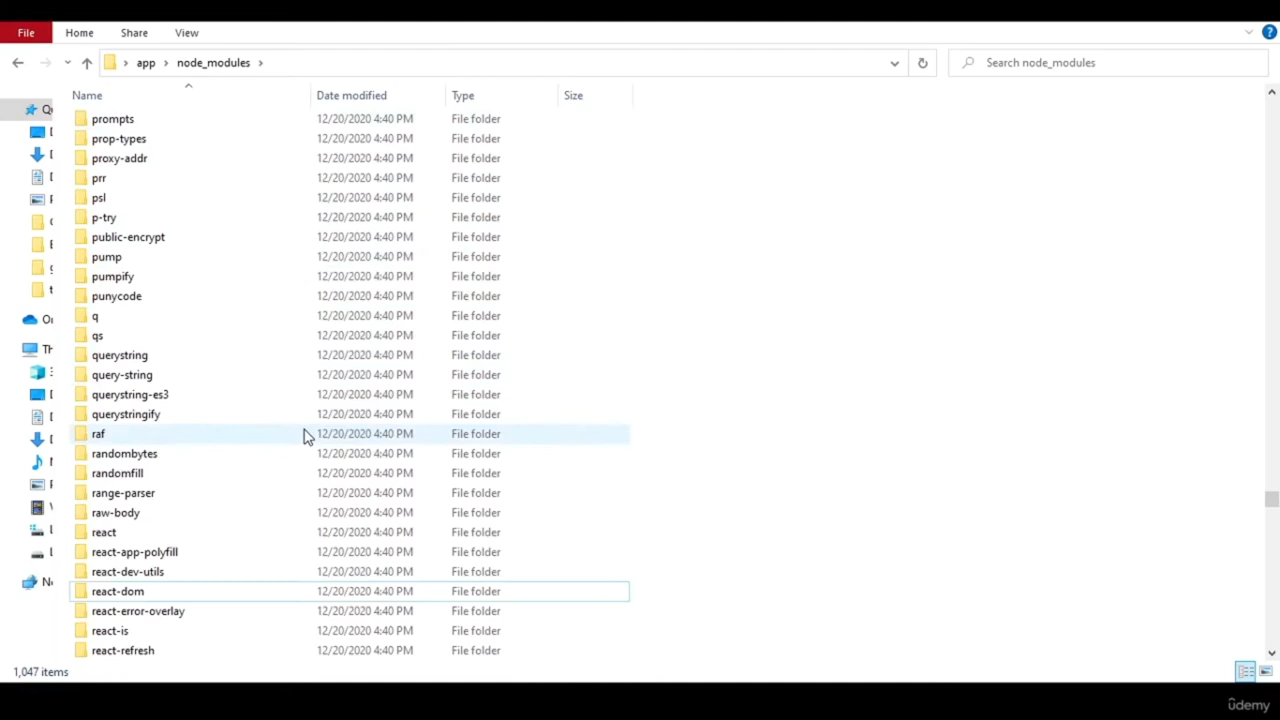 File Home Share View
app node_modules Search node_modules
Name Date modified Type Size
prompts 12/20/2020 4:40 PM File folder
prop-types 12/20/2020 4:40 PM File folder
proxy-addr 12/20/2020 4:40 PM File folder
prr 12/20/2020 4:40 PM File folder
psl 12/20/2020 4:40 PM File folder
p-try 12/20/2020 4:40 PM File folder
public-encrypt 12/20/2020 4:40 PM File folder
pump 12/20/2020 4:40 PM File folder
pumpify 12/20/2020 4:40 PM File folder
punycode 12/20/2020 4:40 PM File folder
q 12/20/2020 4:40 PM File folder
qs 12/20/2020 4:40 PM File folder
querystring 12/20/2020 4:40 PM File folder
query-string 12/20/2020 4:40 PM File folder
querystring-es3 12/20/2020 4:40 PM File folder
querystringify 12/20/2020 4:40 PM File folder
raf 12/20/2020 4:40 PM File folder
randombytes 12/20/2020 4:40 PM File folder
randomfill 12/20/2020 4:40 PM File folder
range-parser 12/20/2020 4:40 PM File folder
raw-body 12/20/2020 4:40 PM File folder
react 12/20/2020 4:40 PM File folder
react-app-polyfill 12/20/2020 4:40 PM File folder
react-dev-utils 12/20/2020 4:40 PM File folder
react-dom 12/20/2020 4:40 PM File folder
react-error-overlay 12/20/2020 4:40 PM File folder
react-is 12/20/2020 4:40 PM File folder
react-refresh 12/20/2020 4:40 PM File folder
1,047 items
ûdemy